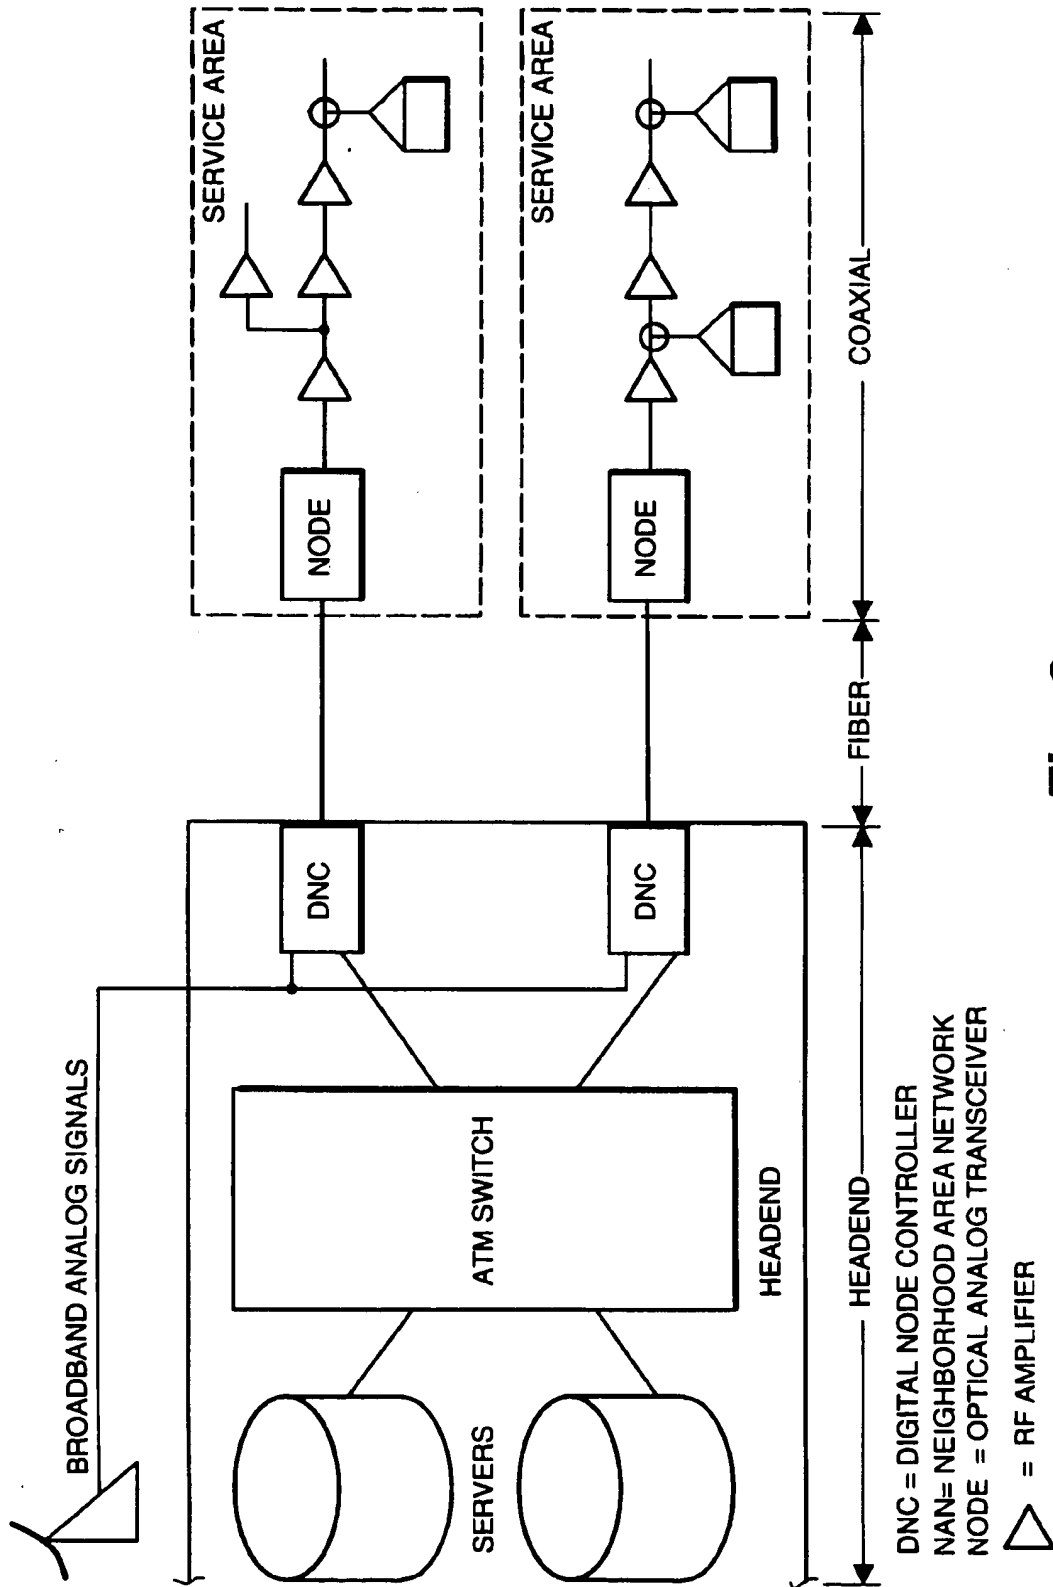 BROADBAND ANALOG SIGNALS
SERVERS
ATM SWITCH
HEADEND
DNC
DNC
NODE
NODE
SERVICE AREA
SERVICE AREA
HEADEND
FIBER
COAXIAL
DNC = DIGITAL NODE CONTROLLER
NAN= NEIGHBORHOOD AREA NETWORK
NODE = OPTICAL ANALOG TRANSCEIVER
= RF AMPLIFIER